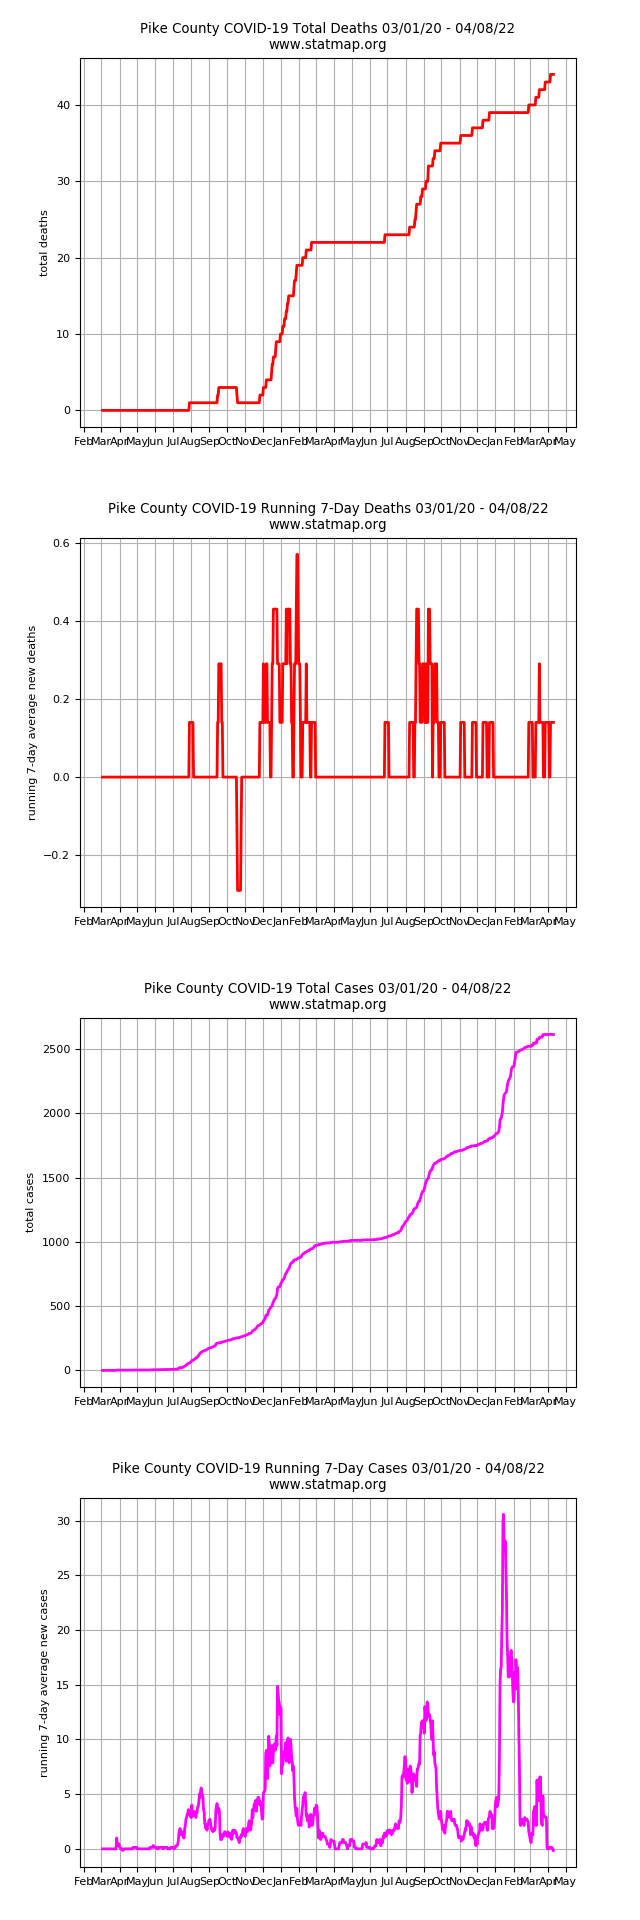 Pike County COVID-19 Total Deaths 03/01/20 - 04/08/22
www.statmap.org
total deaths
40
30
20
10
0
Feb Mar Apr May Jun Jul Aug Sep Oct Nov Dec Jan Feb Mar Apr May Jun Jul Aug Sep Oct Nov Dec Jan Feb Mar Apr May
Pike County COVID-19 Running 7-Day Deaths 03/01/20 - 04/08/22
www.statmap.org
running 7-day average new deaths
0.6
0.4
0.2
0.0
−0.2
Feb Mar Apr May Jun Jul Aug Sep Oct Nov Dec Jan Feb Mar Apr May Jun Jul Aug Sep Oct Nov Dec Jan Feb Mar Apr May
Pike County COVID-19 Total Cases 03/01/20 - 04/08/22
www.statmap.org
total cases
2500
2000
1500
1000
500
0
Feb Mar Apr May Jun Jul Aug Sep Oct Nov Dec Jan Feb Mar Apr May Jun Jul Aug Sep Oct Nov Dec Jan Feb Mar Apr May
Pike County COVID-19 Running 7-Day Cases 03/01/20 - 04/08/22
www.statmap.org
running 7-day average new cases
30
25
20
15
10
5
0
Feb Mar Apr May Jun Jul Aug Sep Oct Nov Dec Jan Feb Mar Apr May Jun Jul Aug Sep Oct Nov Dec Jan Feb Mar Apr May